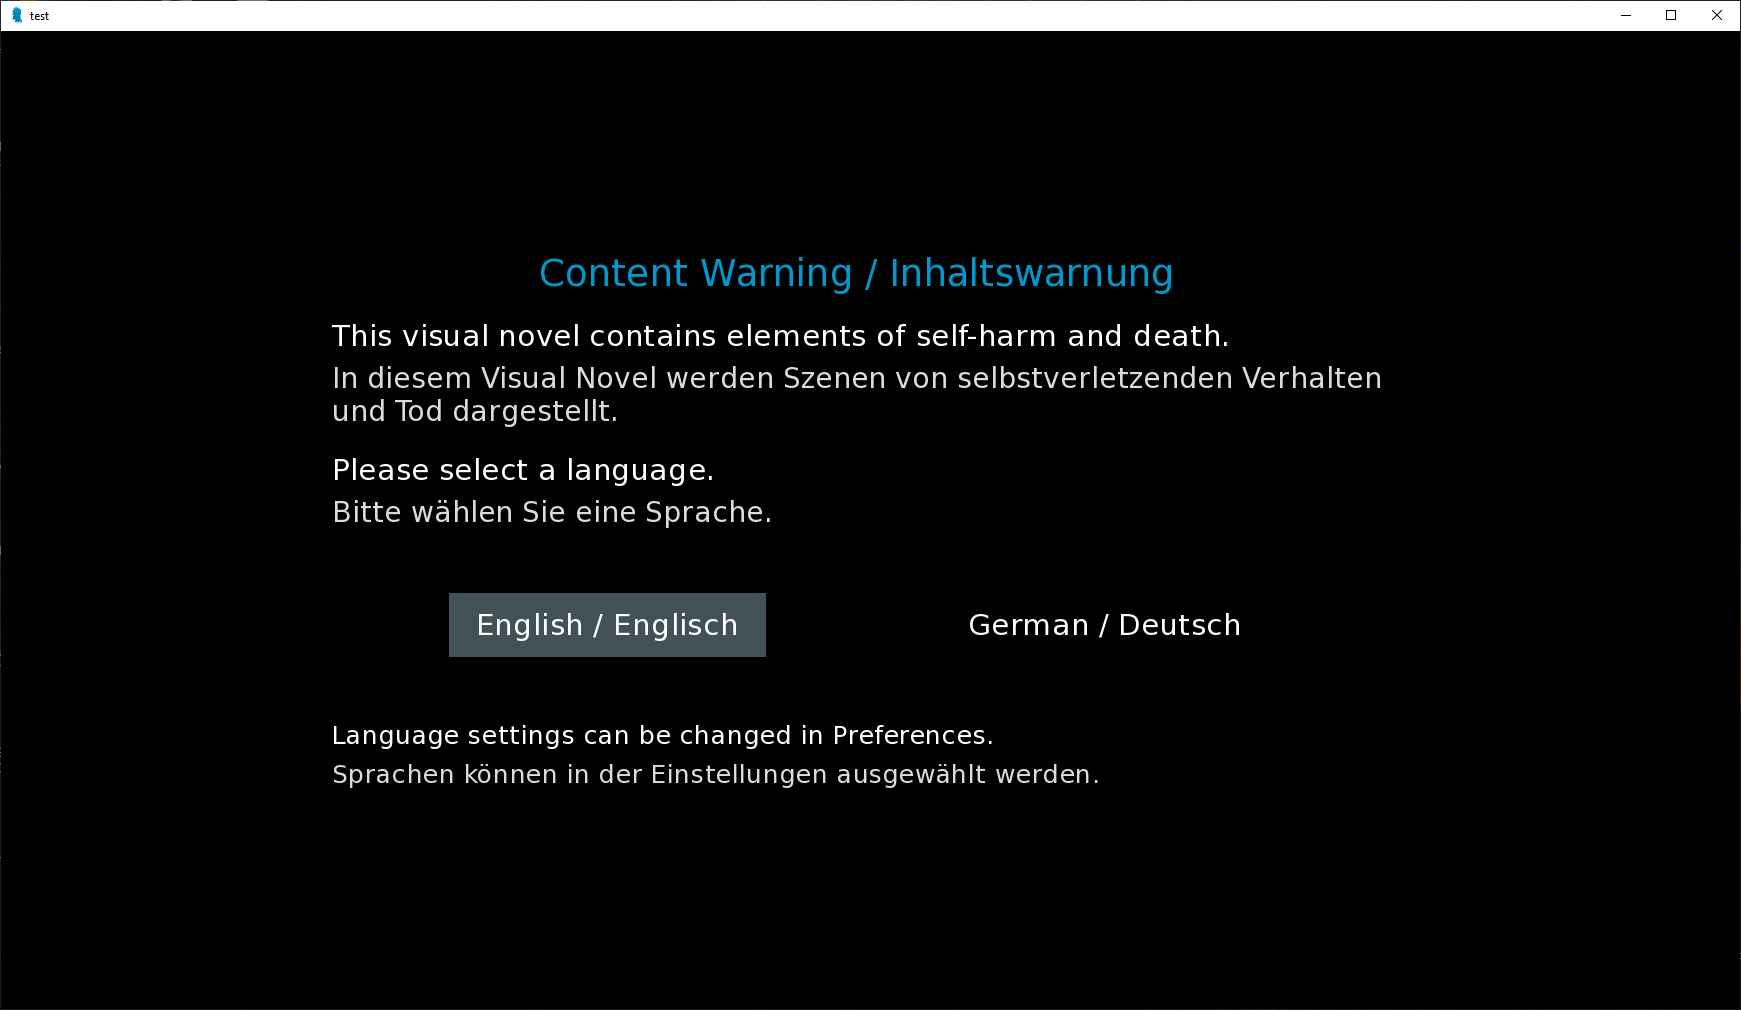 test
Content Warning / Inhaltswarnung
This visual novel contains elements of self-harm and death.
In diesem Visual Novel werden Szenen von selbstverletzenden Verhalten
und Tod dargestellt.
Please select a language.
Bitte wählen Sie eine Sprache.
English / Englisch
German / Deutsch
Language settings can be changed in Preferences.
Sprachen können in der Einstellungen ausgewählt werden.